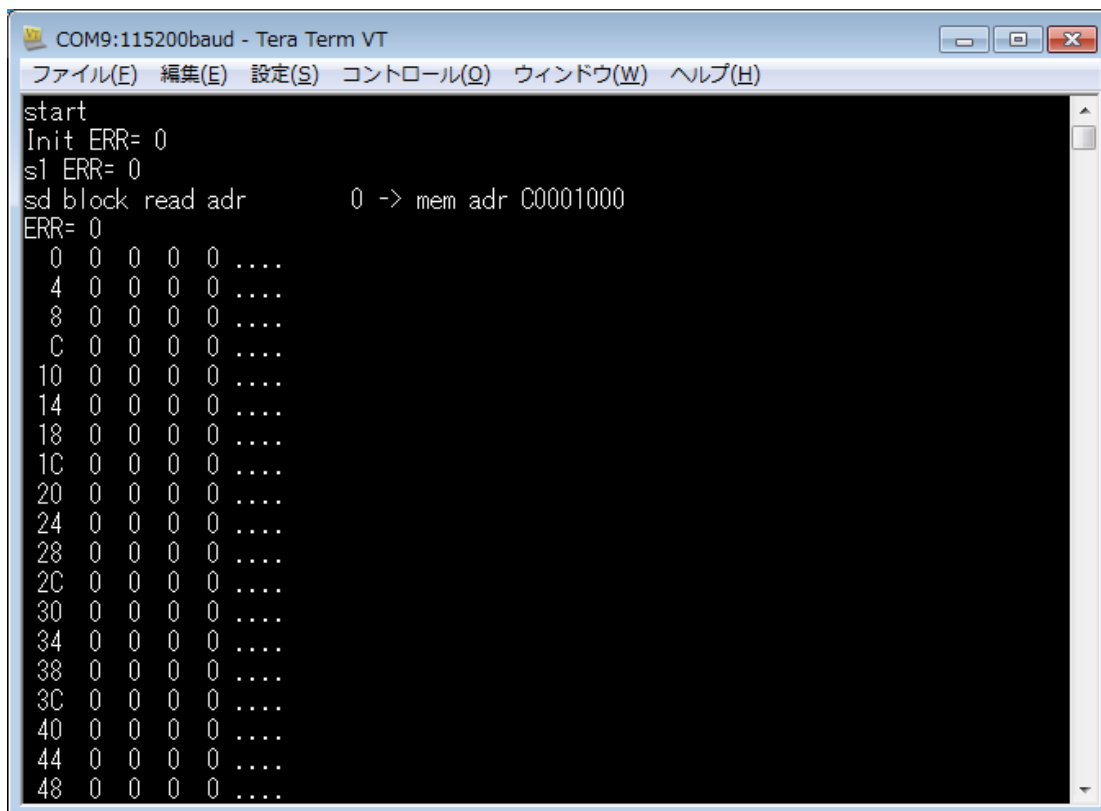 COM9:115200baud - Tera Term VT
ファイル(F) 編集(E) 設定(S) コントロール(O) ウィンドウ(W) ヘルプ(H)
start
Init ERR= 0
s1 ERR= 0
sd block read adr      0 -> mem adr C0001000
ERR= 0
  0  0  0  0  0 ....
  4  0  0  0  0 ....
  8  0  0  0  0 ....
  C  0  0  0  0 ....
 10  0  0  0  0 ....
 14  0  0  0  0 ....
 18  0  0  0  0 ....
 1C  0  0  0  0 ....
 20  0  0  0  0 ....
 24  0  0  0  0 ....
 28  0  0  0  0 ....
 2C  0  0  0  0 ....
 30  0  0  0  0 ....
 34  0  0  0  0 ....
 38  0  0  0  0 ....
 3C  0  0  0  0 ....
 40  0  0  0  0 ....
 44  0  0  0  0 ....
 48  0  0  0  0 ....